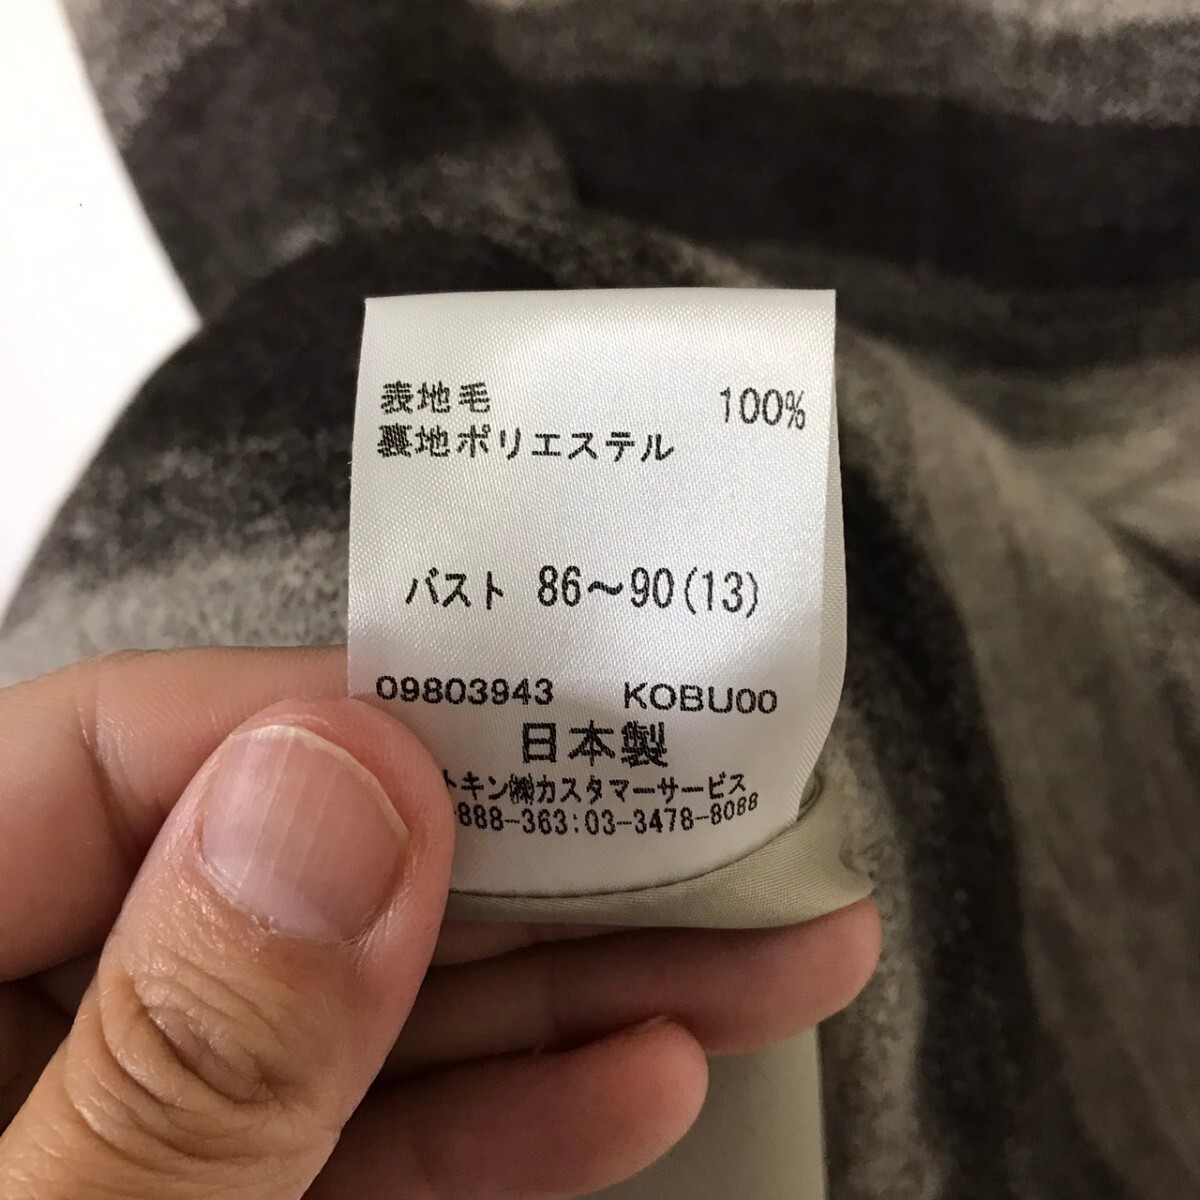 表地毛 100%
裏地ポリエステル
バスト 86～90(13)
09803943 KOBU00
日本製
トキン㈱カスタマーサービス
-888-363:03-3478-8088